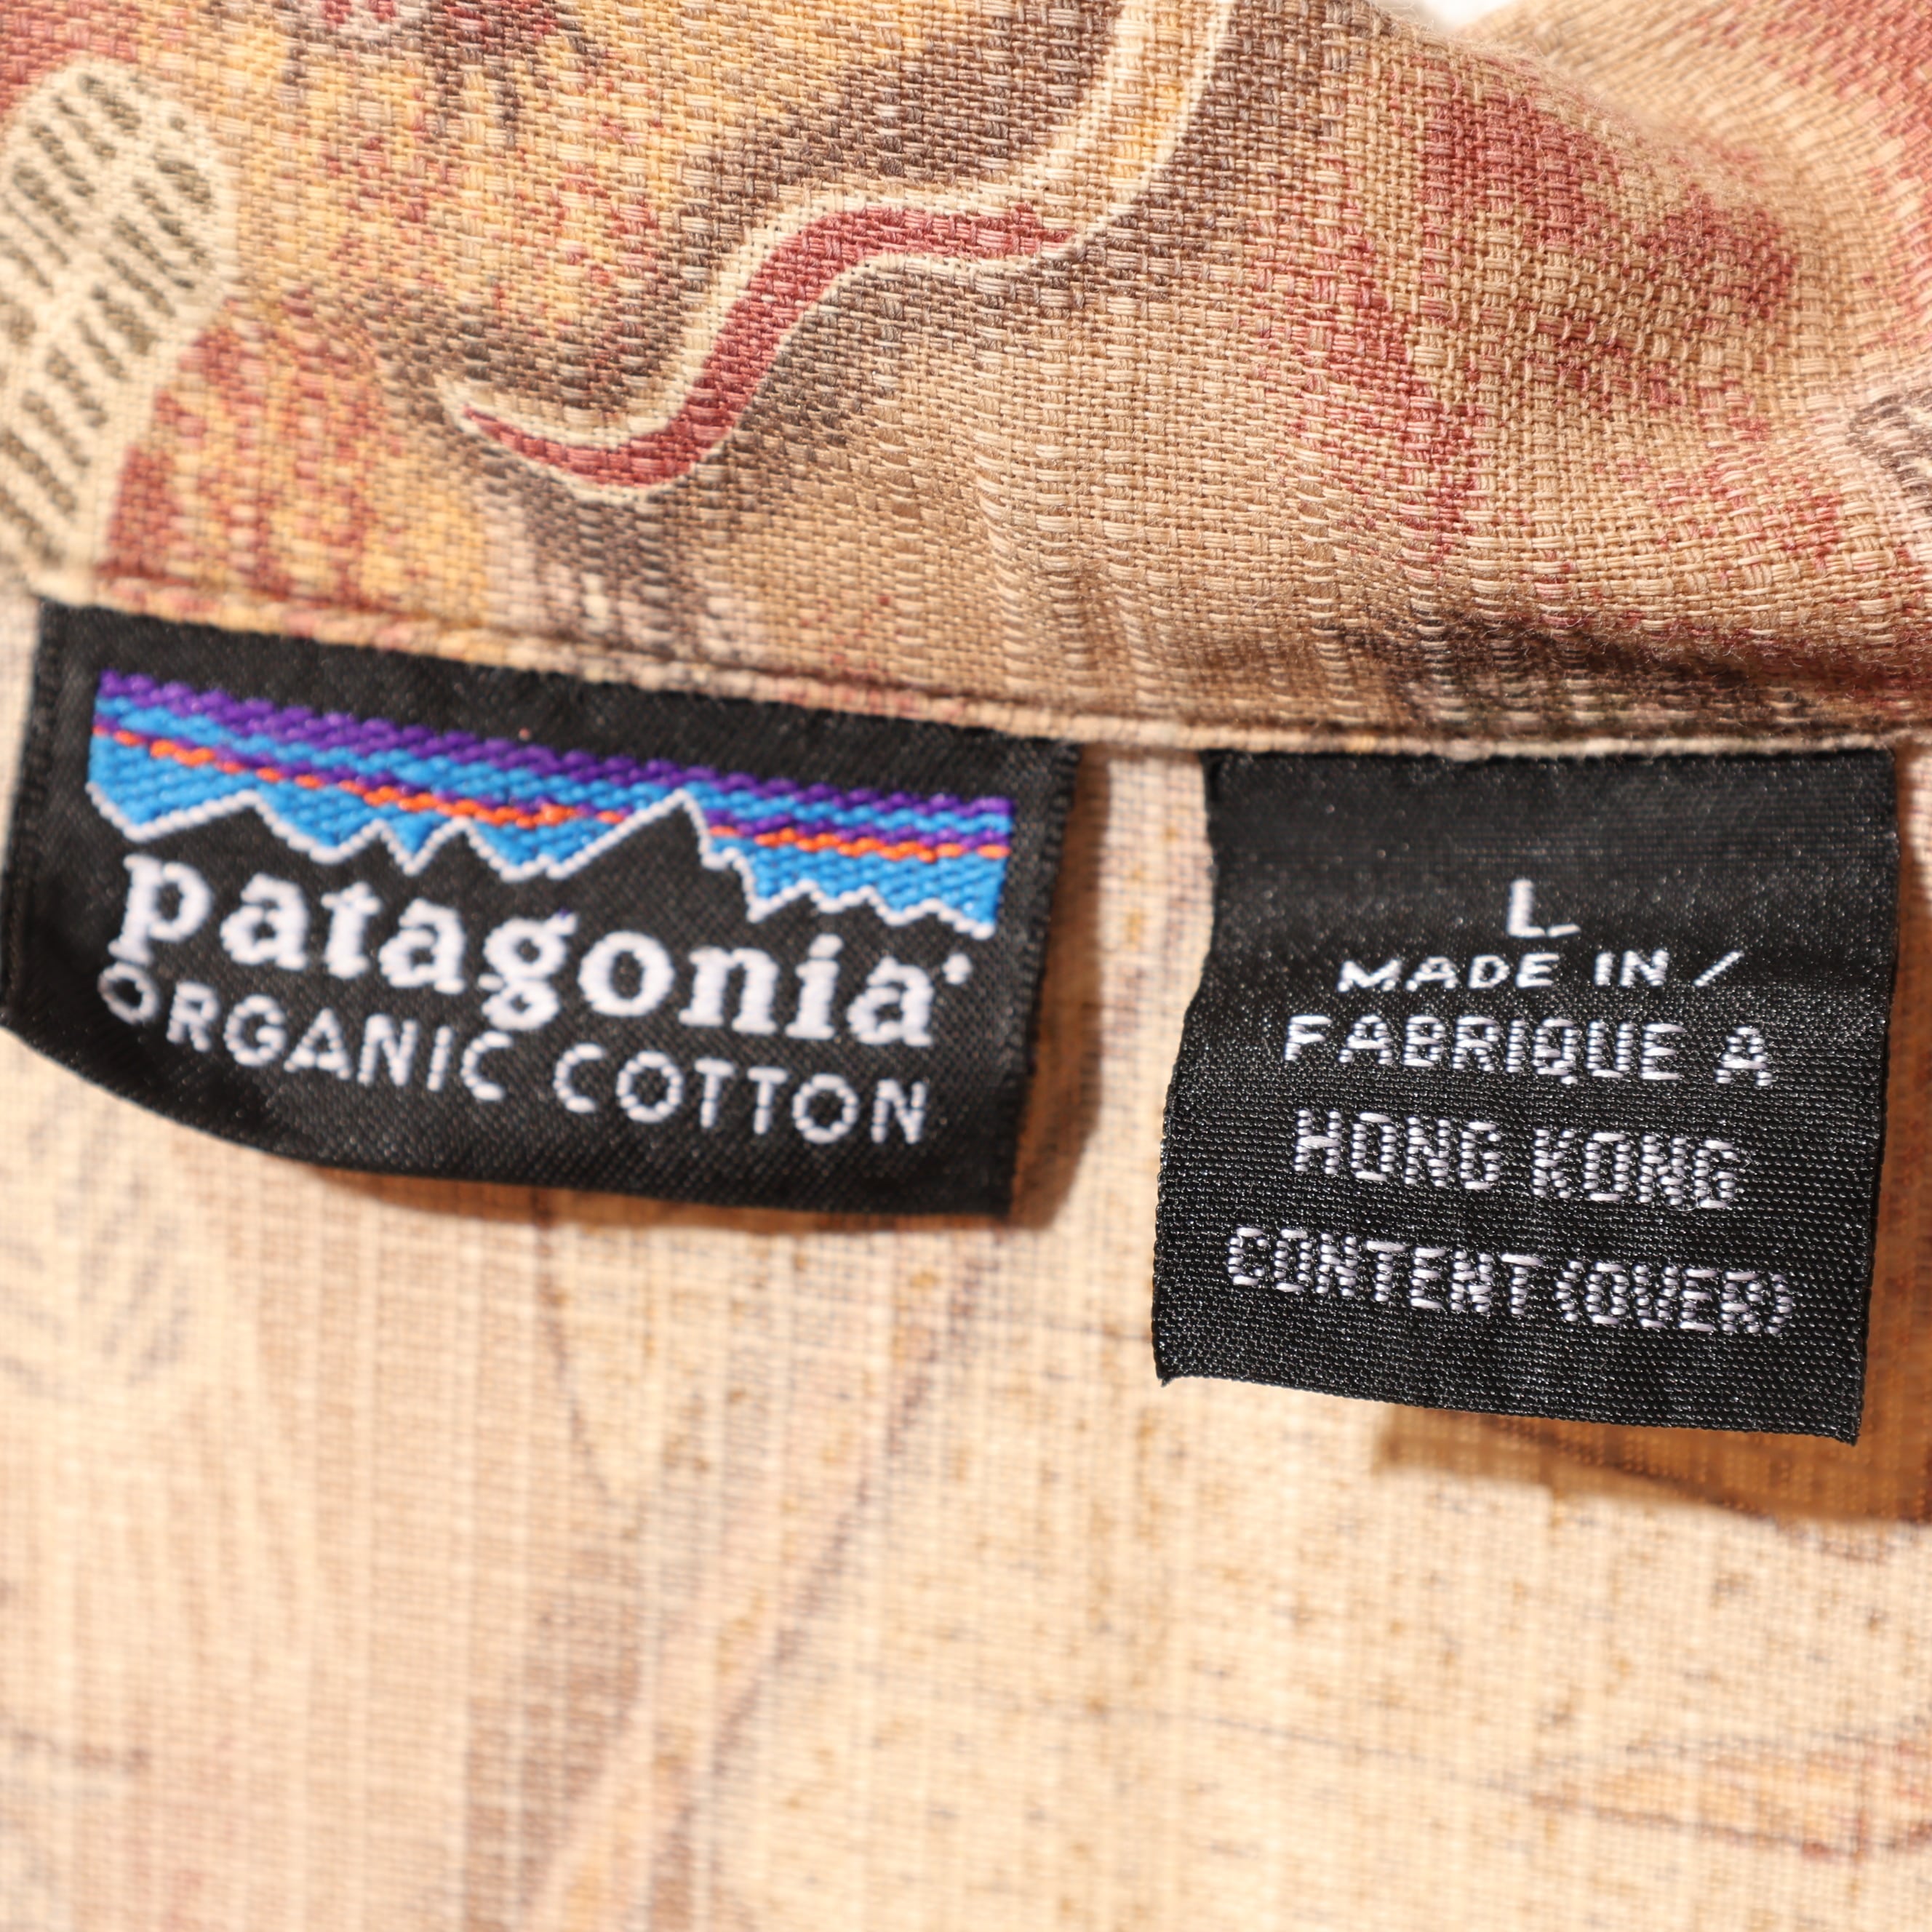 patagonia
ORGANIC COTTON
L
MADE IN /
FABRIQUE A
HONG KONG
CONTENT (OVER)